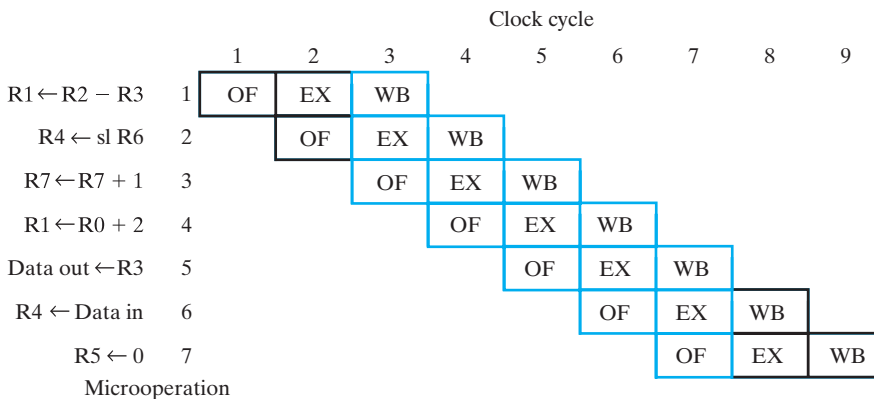 Clock cycle
1 2 3 4 5 6 7 8 9
R1←R2 − R3 1 OF EX WB
R4 ← sl R6 2 OF EX WB
R7←R7 + 1 3 OF EX WB
R1←R0 + 2 4 OF EX WB
Data out ←R3 5 OF EX WB
R4 ← Data in 6 OF EX WB
R5 ← 0 7 OF EX WB
Microoperation